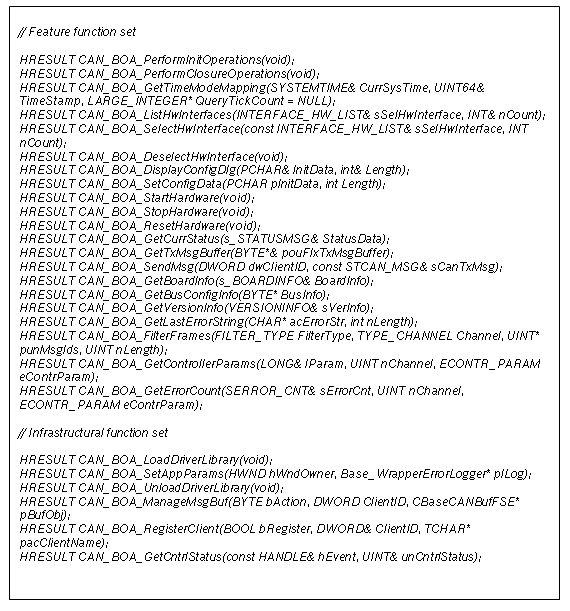 // Feature function set
HRESULT CAN_BOA_PerformInitOperations(void);
HRESULT CAN_BOA_PerformClosureOperations(void);
HRESULT CAN_BOA_GetTimeModeMapping(SYSTEMTIME& CurrSysTime, UINT64&
TimeStamp, LARGE_INTEGER* QueryTickCount = NULL);
HRESULT CAN_BOA_ListHwInterfaces(INTERFACE_HW_LIST& sSelHwInterface, INT& nCount);
HRESULT CAN_BOA_SelectHwInterface(const INTERFACE_HW_LIST& sSelHwInterface, INT
nCount);
HRESULT CAN_BOA_DeselectHwInterface(void);
HRESULT CAN_BOA_DisplayConfigDlg(PCHAR& InitData, int& Length);
HRESULT CAN_BOA_SetConfigData(PCHAR pInitData, int Length);
HRESULT CAN_BOA_StartHardware(void);
HRESULT CAN_BOA_StopHardware(void);
HRESULT CAN_BOA_ResetHardware(void);
HRESULT CAN_BOA_GetCurrStatus(s_STATUSMSG& StatusData);
HRESULT CAN_BOA_GetTxMsgBuffer(BYTE*& pouFlxTxMsgBuffer);
HRESULT CAN_BOA_SendMsg(DWORD dwClientID, const STCAN_MSG& sCanTxMsg);
HRESULT CAN_BOA_GetBoardInfo(s_BOARDINFO& BoardInfo);
HRESULT CAN_BOA_GetBusConfigInfo(BYTE* BusInfo);
HRESULT CAN_BOA_GetVersionInfo(VERSIONINFO& sVerInfo);
HRESULT CAN_BOA_GetLastErrorString(CHAR* acErrorStr, int nLength);
HRESULT CAN_BOA_FilterFrames(FILTER_TYPE FilterType, TYPE_CHANNEL Channel, UINT*
punMsgIds, UINT nLength);
HRESULT CAN_BOA_GetControllerParams(LONG& lParam, UINT nChannel, ECONTR_PARAM
eContrParam);
HRESULT CAN_BOA_GetErrorCount(SERROR_CNT& sErrorCnt, UINT nChannel,
ECONTR_PARAM eContrParam);
// Infrastructural function set
HRESULT CAN_BOA_LoadDriverLibrary(void);
HRESULT CAN_BOA_SetAppParams(HWND hWndOwner, Base_WrapperErrorLogger* pILog);
HRESULT CAN_BOA_UnloadDriverLibrary(void);
HRESULT CAN_BOA_ManageMsgBuf(BYTE bAction, DWORD ClientID, CBaseCANBufFSE*
pBufObj);
HRESULT CAN_BOA_RegisterClient(BOOL bRegister, DWORD& ClientID, TCHAR*
pacClientName);
HRESULT CAN_BOA_GetCntrlStatus(const HANDLE& hEvent, UINT& unCntrlStatus);